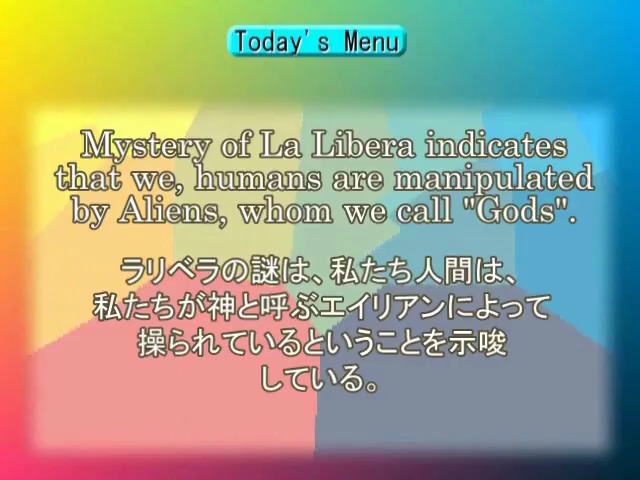 Today's Menu
Mystery of La Libera indicates
that we, humans are manipulated
by Aliens, whom we call "Gods".
ラリベラの謎は、私たち人間は、
私たちが神と呼ぶエイリアンによって
操られているということを示唆
している。